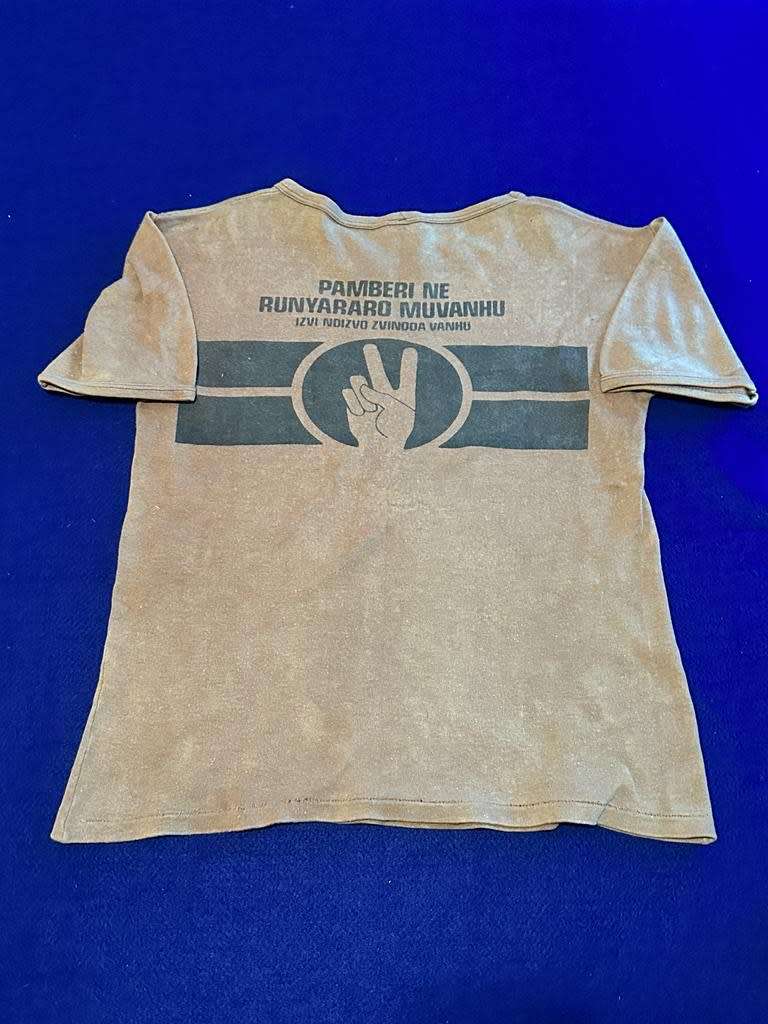 PAMBERI NE
RUNYARARO MUVANHU
IZVI NDIZVO ZVINODA VANHU